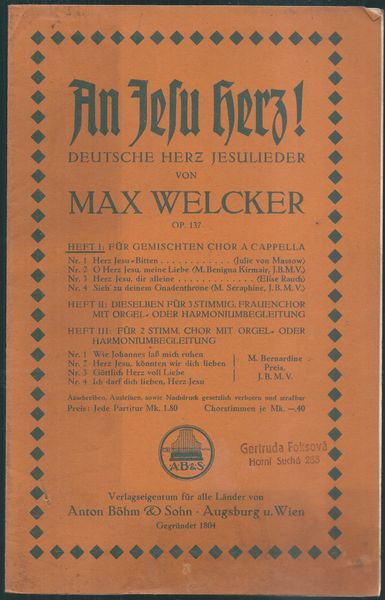 An Jesu Herz!
DEUTSCHE HERZ JESULIEDER
VON
MAX WELCKER
OP. 137
HEFT I: FÜR GEMISCHTEN CHOR A CAPPELLA
Nr. 1 Herz Jesu-Bitten . . . . . . . . . . . (Julie von Massow)
Nr. 2 O Herz Jesu, meine Liebe (M. Benigna Kirmair, J.B.M.V.)
Nr. 3 Herz Jesu, dir alleine . . . . . . . . . . . . . (Elise Rauch)
Nr. 4 Sieh zu deinem Gnadenthrone (M. Seraphine, J.B.M.V.)
HEFT II: DIESELBEN FÜR 3 STIMMIG. FRAUENCHOR
MIT ORGEL- ODER HARMONIUMBEGLEITUNG
HEFT III: FÜR 2 STIMM. CHOR MIT ORGEL- ODER
HARMONIUMBEGLEITUNG
Nr. 1 Wie Johannes laß mich ruhen
Nr. 2 Herz Jesu, könnten wir dich lieben
Nr. 3 Göttlich Herz voll Liebe
Nr. 4 Ich darf dich lieben, Herz Jesu
M. Bernardine
Preis,
J.B.M.V.
Abschreiben, Ausleihen, sowie Nachdruck gesetzlich verboten und strafbar
Preis: Jede Partitur Mk. 1.80 Chorstimmen je Mk. —.40
A.B&S.
Gertruda Foksová
Horní Suchá 255
Verlagseigentum für alle Länder von
Anton Böhm & Sohn · Augsburg u. Wien
Gegründet 1804